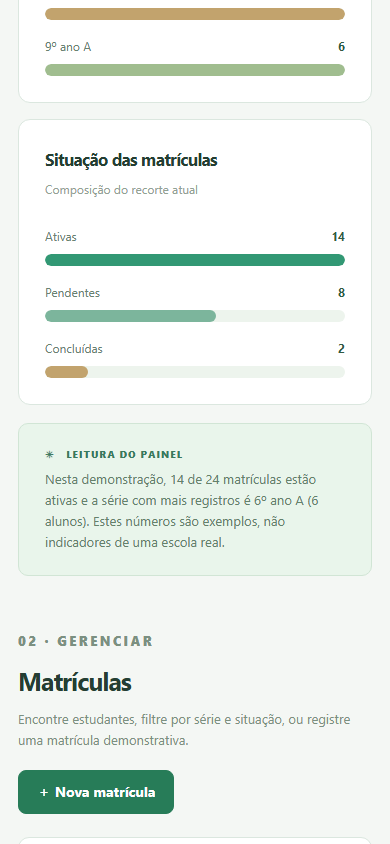 9º ano A 6
Situação das matrículas
Composição do recorte atual
Ativas 14
Pendentes 8
Concluídas 2
✴ LEITURA DO PAINEL
Nesta demonstração, 14 de 24 matrículas estão
ativas e a série com mais registros é 6º ano A (6
alunos). Estes números são exemplos, não
indicadores de uma escola real.
02 · GERENCIAR
Matrículas
Encontre estudantes, filtre por série e situação, ou registre
uma matrícula demonstrativa.
+ Nova matrícula